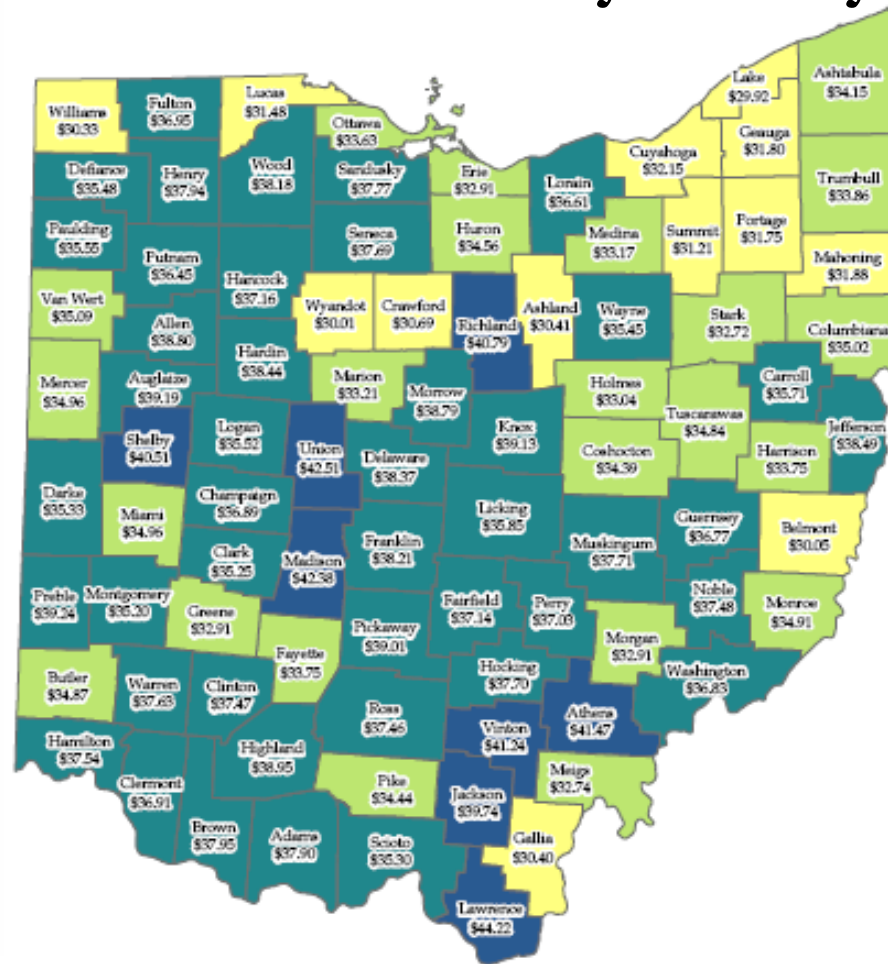 Williams
$30.33
Fulton
$36.95
Lucas
$31.48
Ottawa
$33.63
Lake
$29.92
Ashtabula
$34.15
Geauga
$31.80
Cuyahoga
$32.15
Defiance
$35.48
Henry
$37.94
Wood
$38.18
Sandusky
$37.77
Erie
$32.91
Lorain
$36.61
Trumbull
$33.86
Paulding
$35.55
Seneca
$37.69
Huron
$34.56
Medina
$33.17
Summit
$31.21
Portage
$31.75
Mahoning
$31.88
Putnam
$36.45
Hancock
$37.16
Van Wert
$35.09
Wyandot
$30.01
Crawford
$30.69
Richland
$40.79
Ashland
$30.41
Wayne
$35.45
Stark
$32.72
Columbiana
$35.02
Allen
$38.80
Hardin
$38.44
Mercer
$34.96
Auglaize
$39.19
Marion
$33.21
Morrow
$38.79
Holmes
$33.04
Carroll
$35.71
Tuscarawas
$34.84
Jefferson
$38.49
Shelby
$40.51
Logan
$35.52
Union
$42.51
Delaware
$38.37
Knox
$39.13
Coshocton
$34.39
Harrison
$33.75
Darke
$35.33
Miami
$34.96
Champaign
$36.89
Licking
$35.85
Guernsey
$36.77
Belmont
$30.05
Clark
$35.25
Madison
$42.38
Franklin
$38.21
Muskingum
$37.71
Preble
$39.24
Montgomery
$35.20
Greene
$32.91
Fairfield
$37.14
Perry
$37.03
Noble
$37.48
Monroe
$34.91
Pickaway
$39.01
Morgan
$32.91
Fayette
$33.75
Butler
$34.87
Warren
$37.63
Clinton
$37.47
Hocking
$37.70
Washington
$36.83
Ross
$37.46
Vinton
$41.24
Athens
$41.47
Hamilton
$37.54
Highland
$38.95
Clermont
$36.91
Pike
$34.44
Jackson
$39.74
Meigs
$32.74
Brown
$37.95
Adams
$37.90
Scioto
$35.30
Gallia
$30.40
Lawrence
$44.22